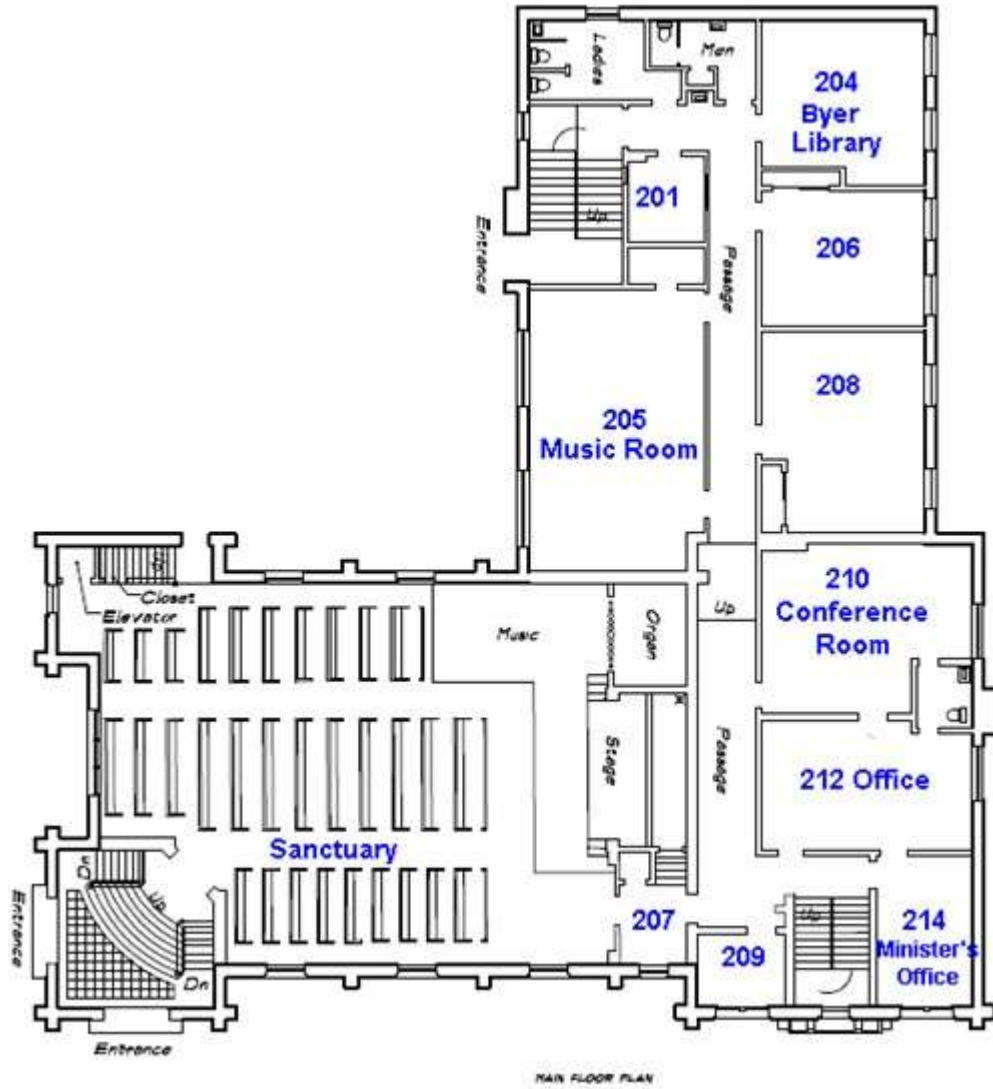 Ladies
Men
204
Byer
Library
201
Up
Entrance
206
Passage
208
205
Music Room
Up
Closet
Elevator
Music
Organ
Up
210
Conference
Room
Stage
Passage
212 Office
Sanctuary
Dn
Up
Entrance
Dn
Entrance
207
209
Up
214
Minister's
Office
MAIN FLOOR PLAN